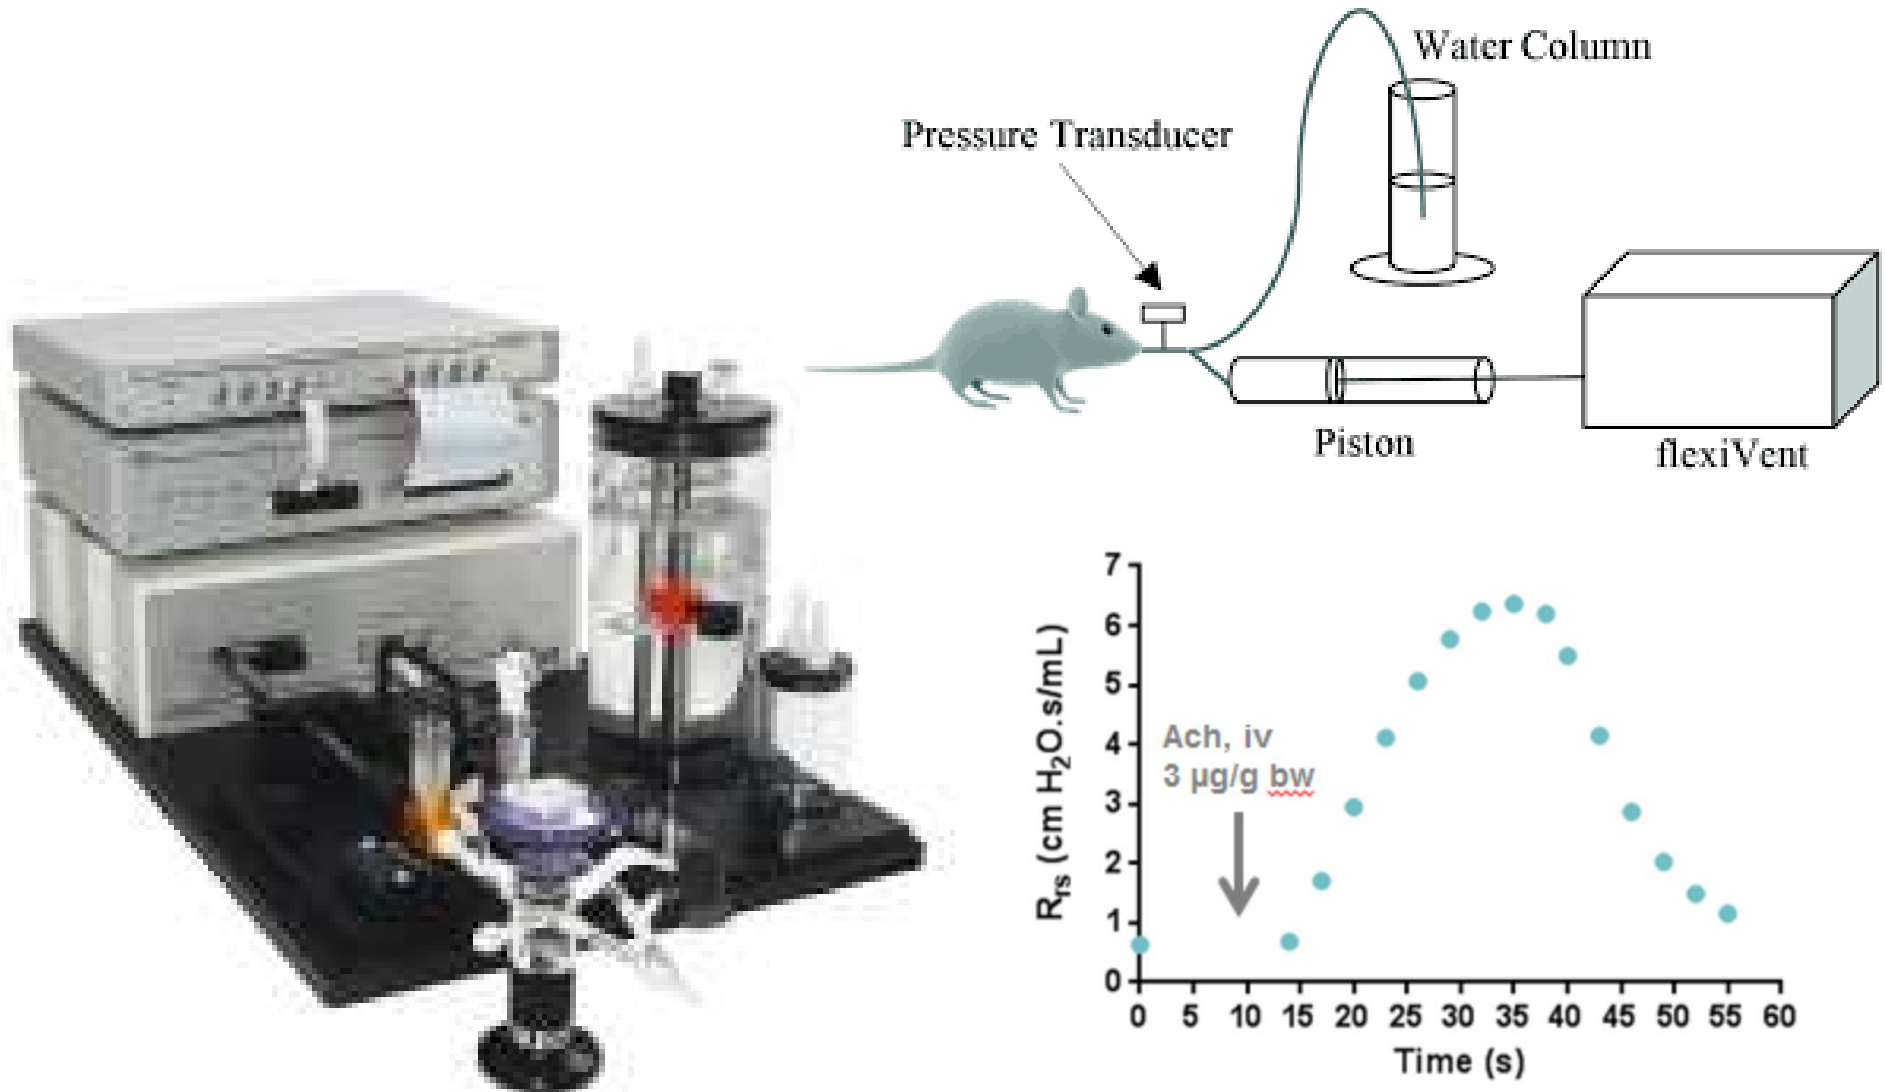 Water Column
Pressure Transducer
Piston
flexiVent
7
6
5
4
3
2
1
0
R_rs (cm H₂O.s/mL)
Ach, iv
3 µg/g bw
0 5 10 15 20 25 30 35 40 45 50 55 60
Time (s)